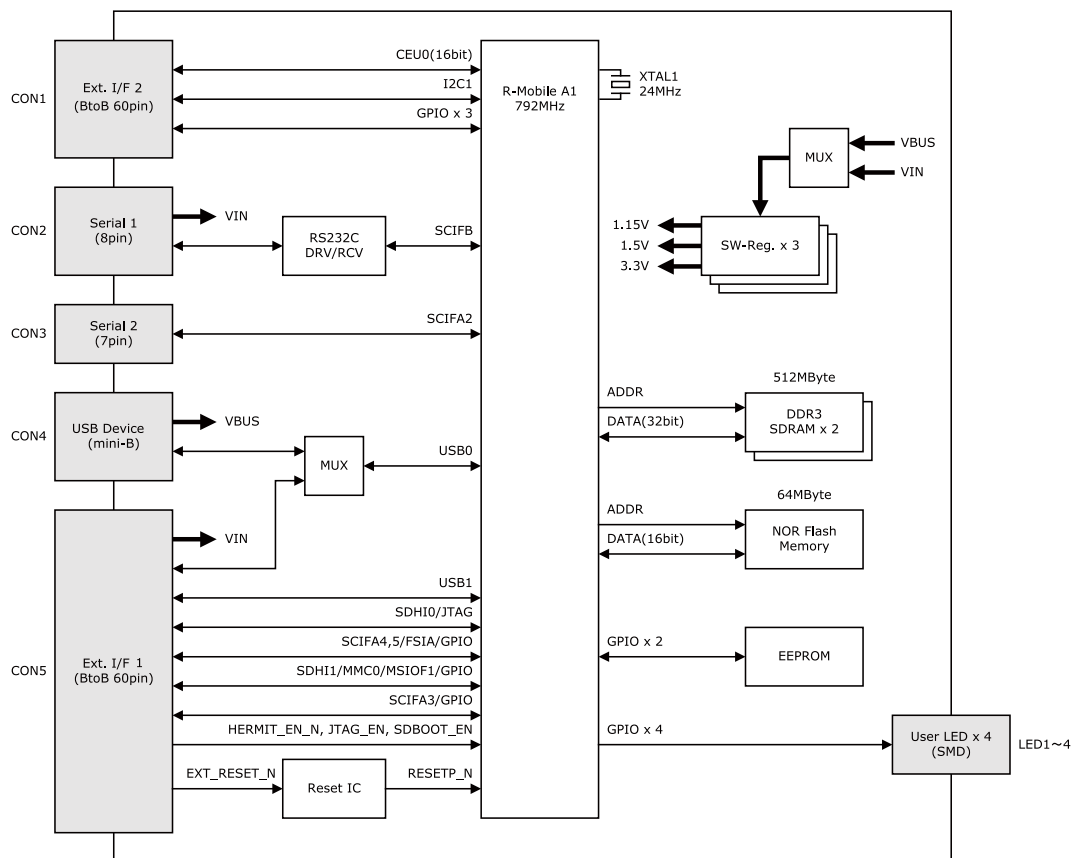 CON1
Ext. I/F 2
(BtoB 60pin)
CEU0(16bit)
I2C1
GPIO x 3
R-Mobile A1
792MHz
XTAL1
24MHz
MUX
VBUS
VIN
CON2
Serial 1
(8pin)
VIN
RS232C
DRV/RCV
SCIFB
1.15V
1.5V
3.3V
SW-Reg. x 3
CON3
Serial 2
(7pin)
SCIFA2
CON4
USB Device
(mini-B)
VBUS
MUX
USB0
512MByte
ADDR
DATA(32bit)
DDR3
SDRAM x 2
64MByte
ADDR
DATA(16bit)
NOR Flash
Memory
CON5
Ext. I/F 1
(BtoB 60pin)
VIN
USB1
SDHI0/JTAG
SCIFA4,5/FSIA/GPIO
SDHI1/MMC0/MSIOF1/GPIO
SCIFA3/GPIO
HERMIT_EN_N, JTAG_EN, SDBOOT_EN
EXT_RESET_N
Reset IC
RESETP_N
GPIO x 2
EEPROM
GPIO x 4
User LED x 4
(SMD)
LED1～4